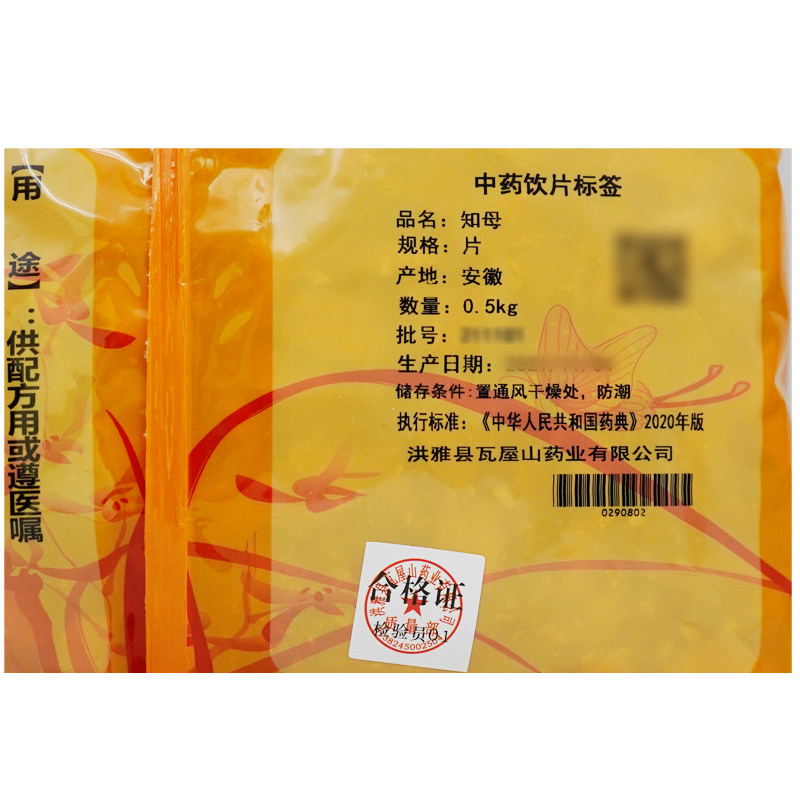 【用途】：供配方用或遵医嘱
中药饮片标签
品名：知母
规格：片
产地：安徽
数量：0.5kg
批号：
生产日期：
储存条件:置通风干燥处，防潮
执行标准：《中华人民共和国药典》2020年版
洪雅县瓦屋山药业有限公司
0290802
合格证
质量部
检验员01